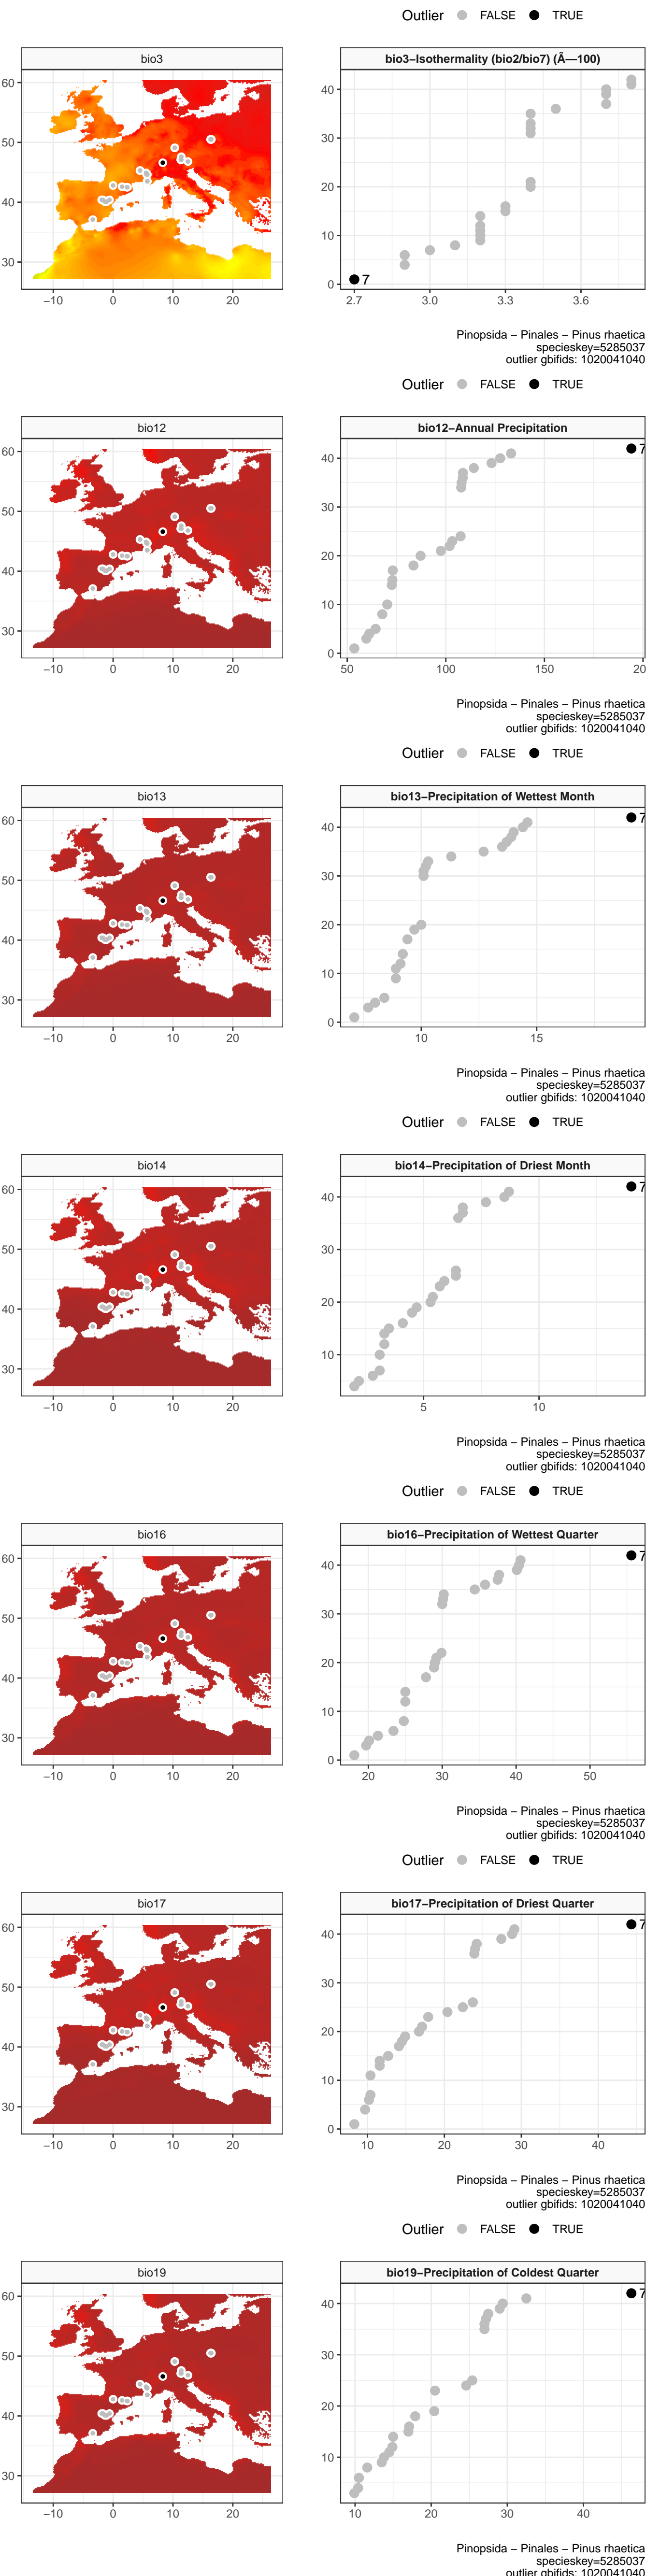 Outlier FALSE TRUE
bio3
bio3−Isothermality (bio2/bio7) (Ã—100)
60
50
40
30
−10 0 10 20
40
30
20
10
0
7
2.7 3.0 3.3 3.6
Pinopsida − Pinales − Pinus rhaetica
specieskey=5285037
outlier gbifids: 1020041040
Outlier FALSE TRUE
bio12
bio12−Annual Precipitation
60
50
40
30
−10 0 10 20
7
40
30
20
10
0
50 100 150 20
Pinopsida − Pinales − Pinus rhaetica
specieskey=5285037
outlier gbifids: 1020041040
Outlier FALSE TRUE
bio13
bio13−Precipitation of Wettest Month
60
50
40
30
−10 0 10 20
7
40
30
20
10
0
10 15
Pinopsida − Pinales − Pinus rhaetica
specieskey=5285037
outlier gbifids: 1020041040
Outlier FALSE TRUE
bio14
bio14−Precipitation of Driest Month
60
50
40
30
−10 0 10 20
7
40
30
20
10
5 10
Pinopsida − Pinales − Pinus rhaetica
specieskey=5285037
outlier gbifids: 1020041040
Outlier FALSE TRUE
bio16
bio16−Precipitation of Wettest Quarter
60
50
40
30
−10 0 10 20
7
40
30
20
10
0
20 30 40 50
Pinopsida − Pinales − Pinus rhaetica
specieskey=5285037
outlier gbifids: 1020041040
Outlier FALSE TRUE
bio17
bio17−Precipitation of Driest Quarter
60
50
40
30
−10 0 10 20
7
40
30
20
10
0
10 20 30 40
Pinopsida − Pinales − Pinus rhaetica
specieskey=5285037
outlier gbifids: 1020041040
Outlier FALSE TRUE
bio19
bio19−Precipitation of Coldest Quarter
60
50
40
30
−10 0 10 20
7
40
30
20
10
10 20 30 40
Pinopsida − Pinales − Pinus rhaetica
specieskey=5285037
outlier gbifids: 1020041040